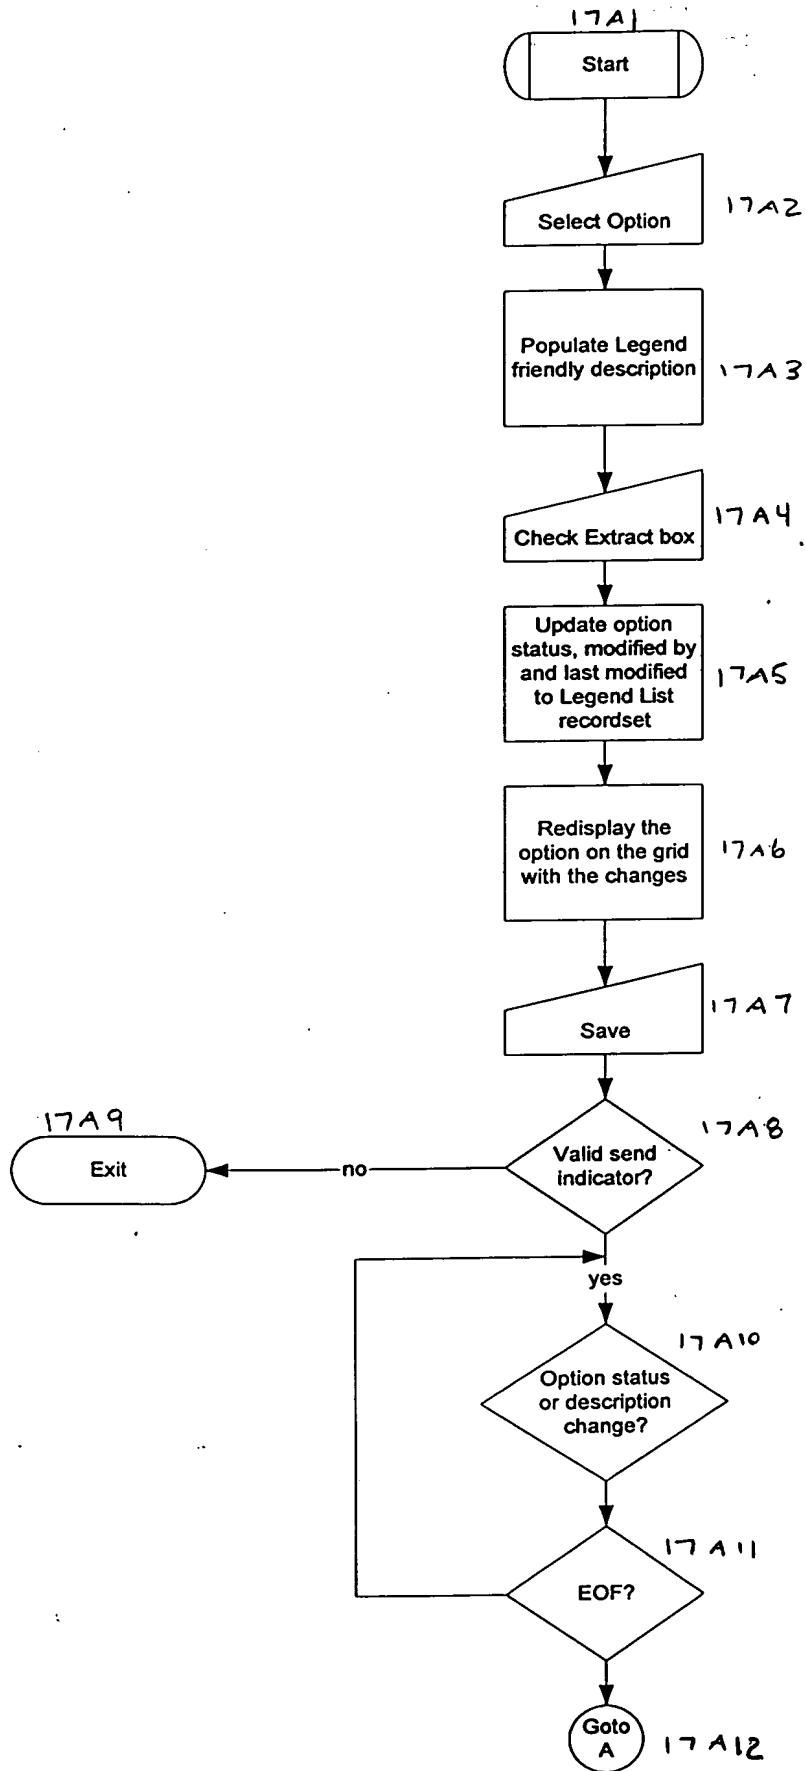 17A1
Start
Select Option
17A2
Populate Legend
friendly description
17A3
Check Extract box
17A4
Update option
status, modified by
and last modified
to Legend List
recordset
17A5
Redisplay the
option on the grid
with the changes
17A6
Save
17A7
Valid send
indicator?
17A8
no
17A9
Exit
yes
Option status
or description
change?
17A10
EOF?
17A11
Goto
A
17A12